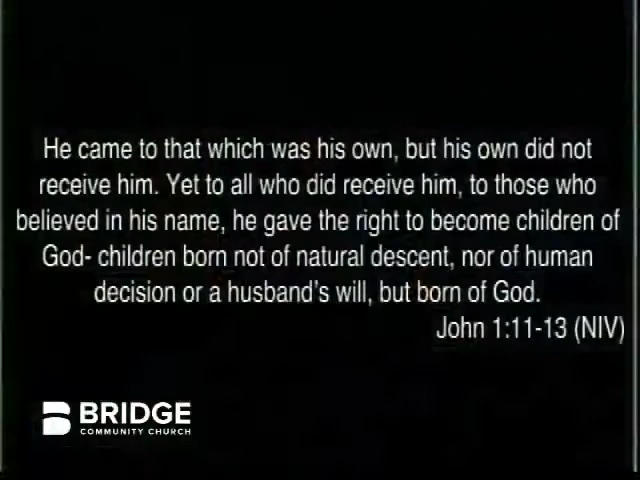 He came to that which was his own, but his own did not
receive him. Yet to all who did receive him, to those who
believed in his name, he gave the right to become children of
God- children born not of natural descent, nor of human
decision or a husband's will, but born of God.
John 1:11-13 (NIV)
BRIDGE
COMMUNITY CHURCH